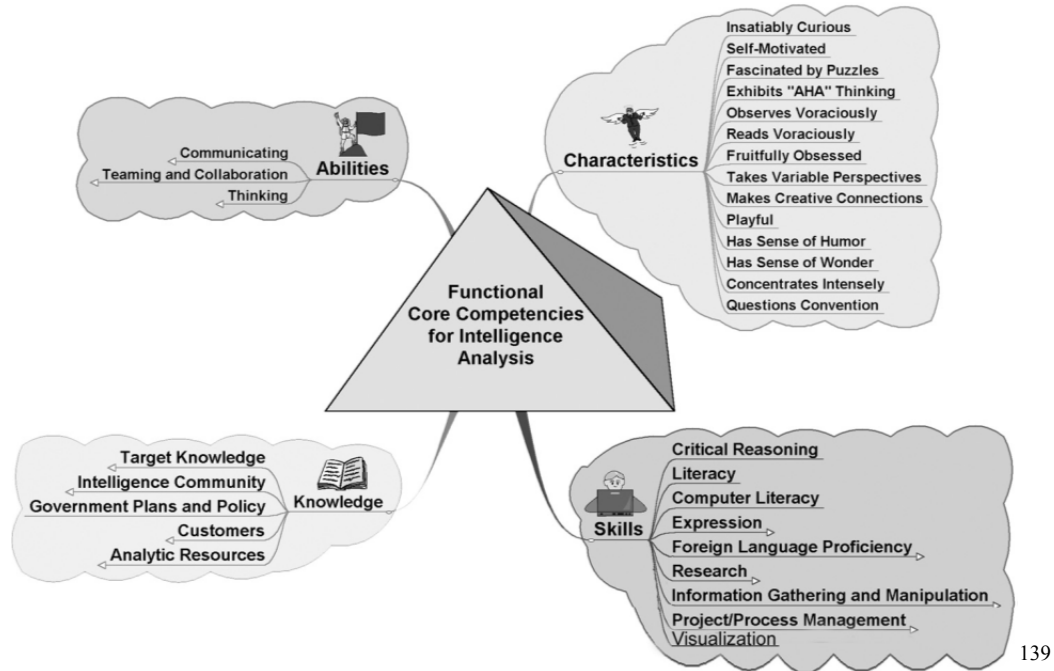 Abilities
Communicating
Teaming and Collaboration
Thinking
Characteristics
Insatiably Curious
Self-Motivated
Fascinated by Puzzles
Exhibits "AHA" Thinking
Observes Voraciously
Reads Voraciously
Fruitfully Obsessed
Takes Variable Perspectives
Makes Creative Connections
Playful
Has Sense of Humor
Has Sense of Wonder
Concentrates Intensely
Questions Convention
Functional
Core Competencies
for Intelligence
Analysis
Knowledge
Target Knowledge
Intelligence Community
Government Plans and Policy
Customers
Analytic Resources
Skills
Critical Reasoning
Literacy
Computer Literacy
Expression
Foreign Language Proficiency
Research
Information Gathering and Manipulation
Project/Process Management
Visualization
139